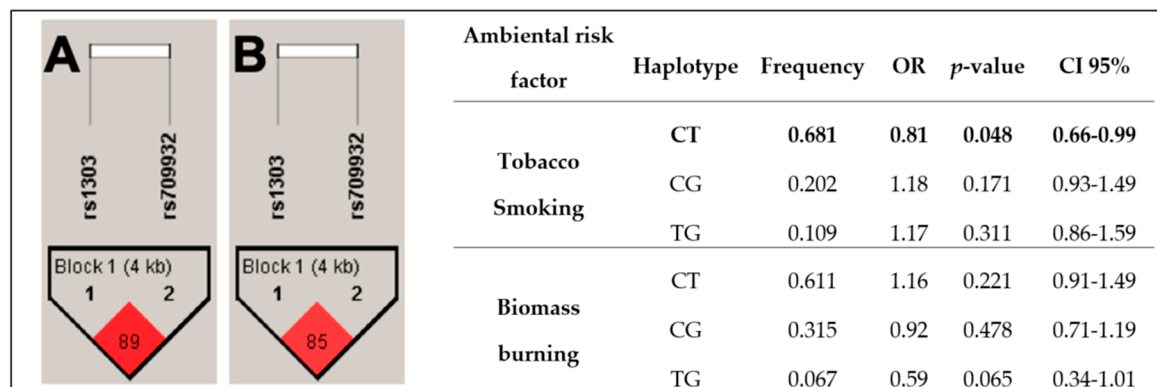 A
B
rs1303
rs709932
rs1303
rs709932
Block 1 (4 kb)
1 2
89
Block 1 (4 kb)
1 2
85
Ambiental risk
factor
Haplotype Frequency OR p-value CI 95%
Tobacco
Smoking
CT 0.681 0.81 0.048 0.66-0.99
CG 0.202 1.18 0.171 0.93-1.49
TG 0.109 1.17 0.311 0.86-1.59
Biomass
burning
CT 0.611 1.16 0.221 0.91-1.49
CG 0.315 0.92 0.478 0.71-1.19
TG 0.067 0.59 0.065 0.34-1.01